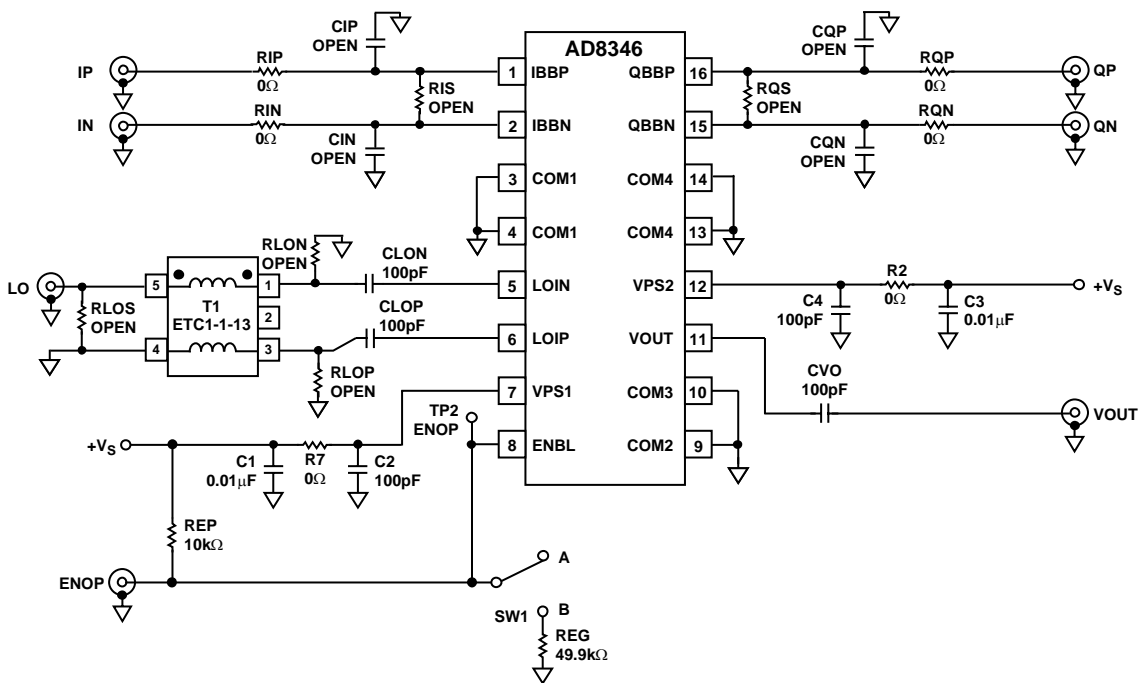 AD8346
IP
RIP
0Ω
CIP
OPEN
RIS
OPEN
1
IBBP
IN
RIN
0Ω
CIN
OPEN
2
IBBN
3
COM1
4
COM1
LO
RLOS
OPEN
5
1
T1
ETC1-1-13
2
4
3
RLON
OPEN
CLON
100pF
5
LOIN
CLOP
100pF
6
LOIP
RLOP
OPEN
7
VPS1
TP2
ENOP
8
ENBL
+VS
C1
0.01μF
R7
0Ω
C2
100pF
REP
10kΩ
ENOP
A
SW1
B
REG
49.9kΩ
QBBP
16
CQP
OPEN
RQP
0Ω
QP
RQS
OPEN
QBBN
15
RQN
0Ω
QN
CQN
OPEN
COM4
14
COM4
13
VPS2
12
C4
100pF
R2
0Ω
C3
0.01μF
+VS
VOUT
11
CVO
100pF
VOUT
COM3
10
COM2
9